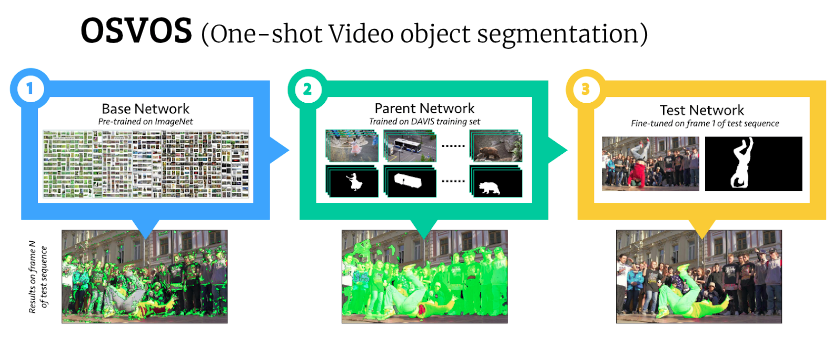 OSVOS (One-shot Video object segmentation)
1
Base Network
Pre-trained on ImageNet
2
Parent Network
Trained on DAVIS training set
3
Test Network
Fine-tuned on frame 1 of test sequence
Results on frame N
of test sequence